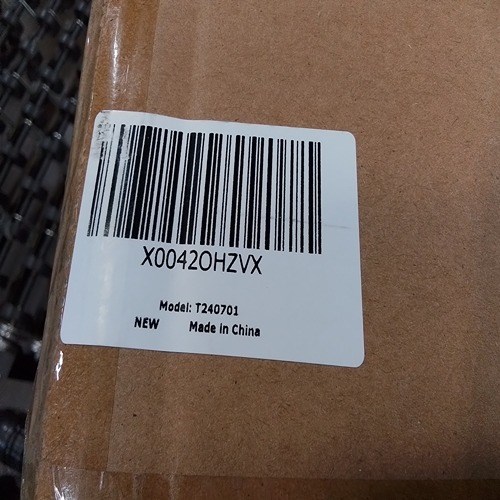 X0042OHZVX
Model: T240701
NEW Made in China